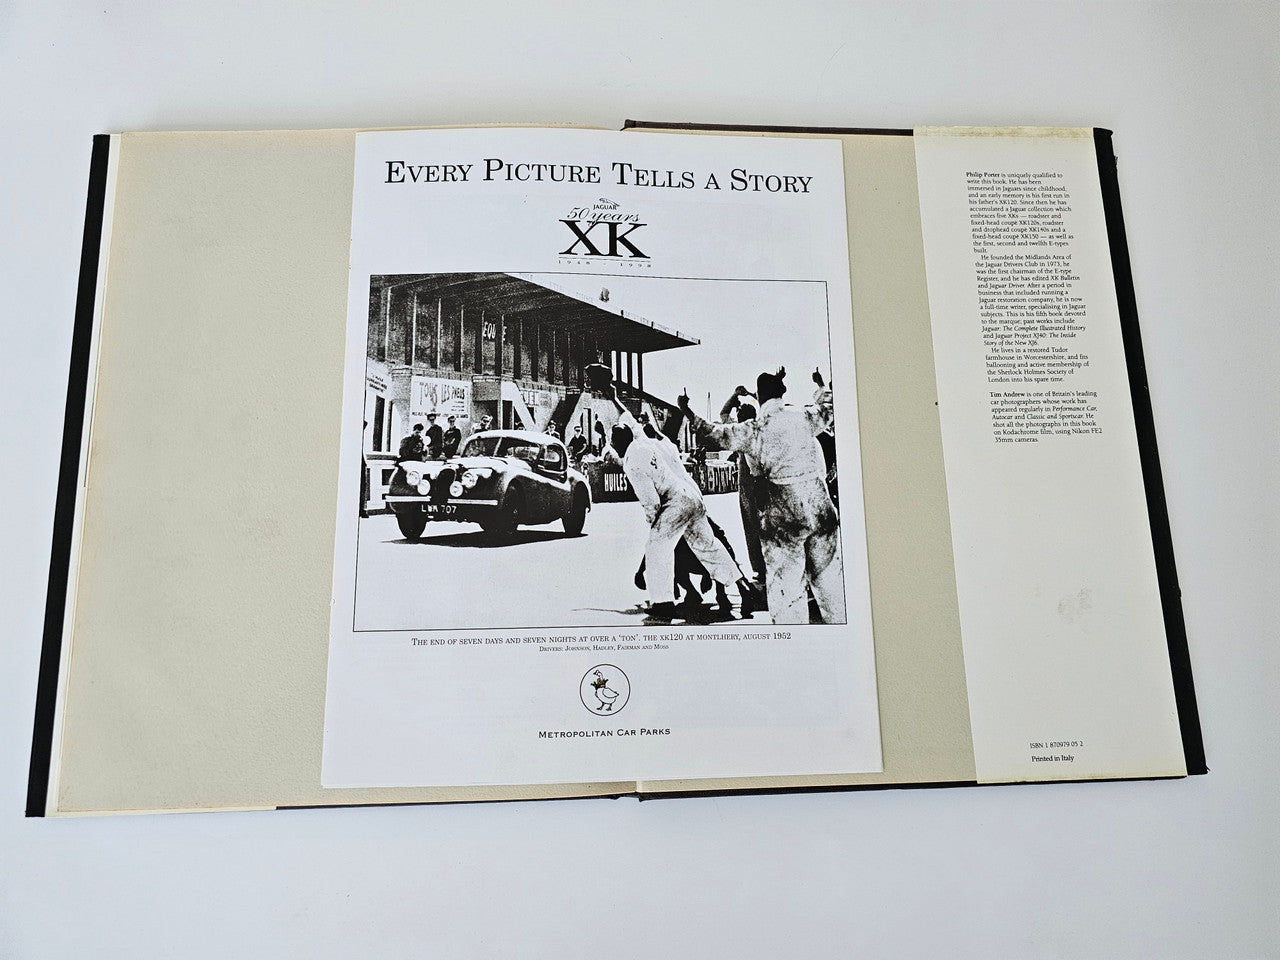 EVERY PICTURE TELLS A STORY
JAGUAR
50 years
XK
1948 1998
EQUIPE
TOUS LES PNEUS
HUILES
LWK 707
THE END OF SEVEN DAYS AND SEVEN NIGHTS AT OVER A 'TON'. THE XK120 AT MONTLHERY, AUGUST 1952
DRIVERS: JOHNSON, HADLEY, FAIRMAN AND MOSS
METROPOLITAN CAR PARKS
Philip Porter is uniquely qualified to
write this book. He has been
immersed in Jaguars since childhood,
and an early memory is his first run in
his father's XK120. Since then he has
accumulated a Jaguar collection which
embraces five XKs — roadster and
fixed-head coupé XK120s, roadster
and drophead coupé XK140s and a
fixed-head coupé XK150 — as well as
the first, second and twelfth E-types
built.
He founded the Midlands Area of
the Jaguar Drivers Club in 1973, he
was the first chairman of the E-type
Register, and he has edited XK Bulletin
and Jaguar Driver. After a period in
business that included running a
Jaguar restoration company, he is now
a full-time writer, specialising in Jaguar
subjects. This is his fifth book devoted
to the marque; past works include
Jaguar: The Complete Illustrated History
and Jaguar Project XJ40: The Inside
Story of the New XJ6.
He lives in a restored Tudor
farmhouse in Worcestershire, and fits
ballooning and active membership of
the Sherlock Holmes Society of
London into his spare time.
Tim Andrew is one of Britain's leading
car photographers whose work has
appeared regularly in Performance Car,
Autocar and Classic and Sportscar. He
shot all the photographs in this book
on Kodachrome film, using Nikon FE2
35mm cameras.
ISBN 1 870979 05 2
Printed in Italy